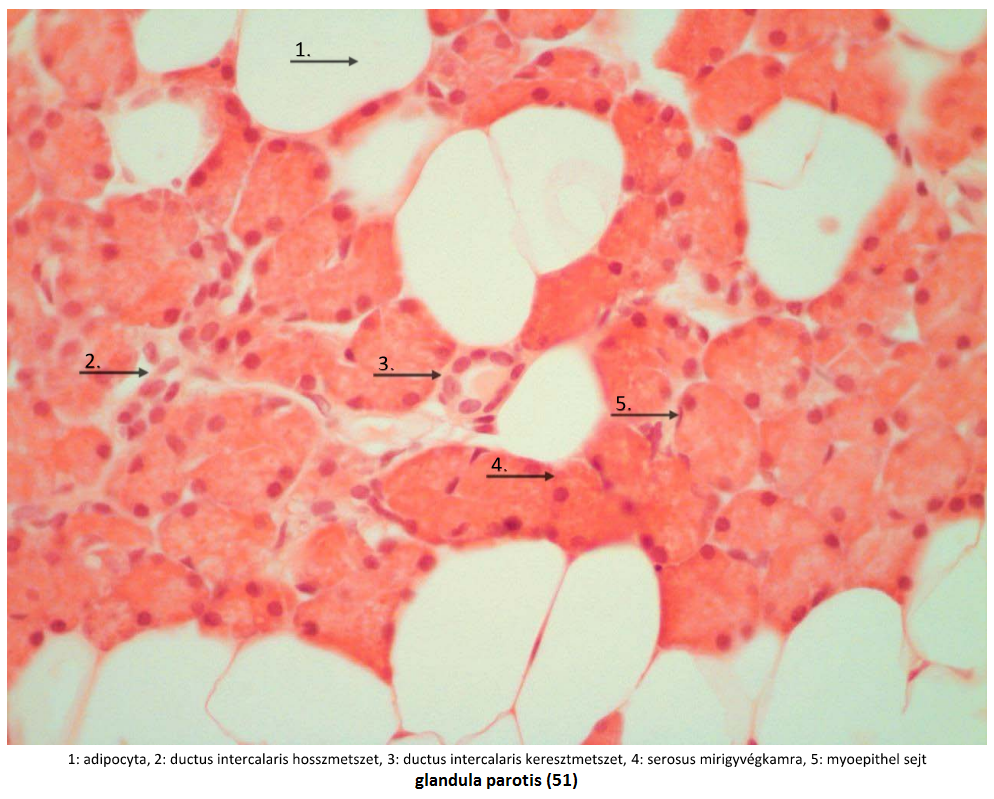 1.
2.
3.
5.
4.
1: adipocyta, 2: ductus intercalaris hosszmetszet, 3: ductus intercalaris keresztmetszet, 4: serosus mirigyvégkamra, 5: myoepithel sejt
glandula parotis (51)